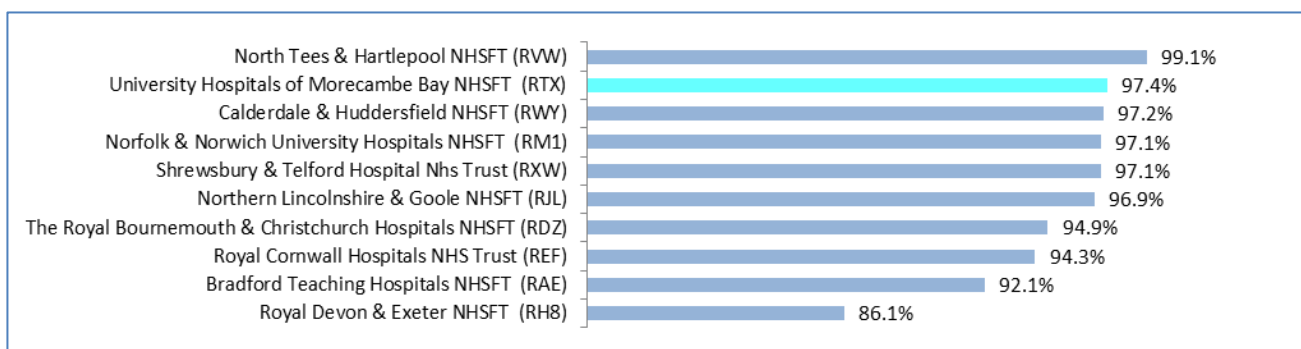 North Tees & Hartlepool NHSFT (RVW) 99.1%
University Hospitals of Morecambe Bay NHSFT  (RTX) 97.4%
Calderdale & Huddersfield NHSFT (RWY) 97.2%
Norfolk & Norwich University Hospitals NHSFT  (RM1) 97.1%
Shrewsbury & Telford Hospital Nhs Trust (RXW) 97.1%
Northern Lincolnshire & Goole NHSFT (RJL) 96.9%
The Royal Bournemouth & Christchurch Hospitals NHSFT (RDZ) 94.9%
Royal Cornwall Hospitals NHS Trust (REF) 94.3%
Bradford Teaching Hospitals NHSFT  (RAE) 92.1%
Royal Devon & Exeter NHSFT  (RH8) 86.1%